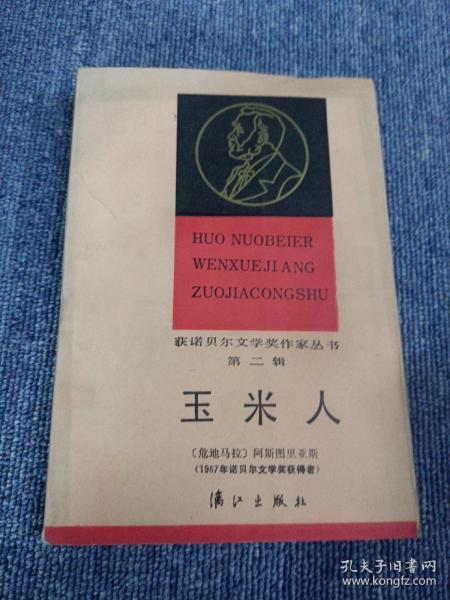 HUO NUOBEIER
WENXUEJIANG
ZUOJIACONGSHU
获诺贝尔文学奖作家丛书
第二辑
玉米人
〔危地马拉〕阿斯图里亚斯
(1967年诺贝尔文学奖获得者)
漓江出版社
孔夫子旧书网
www.kongfz.com